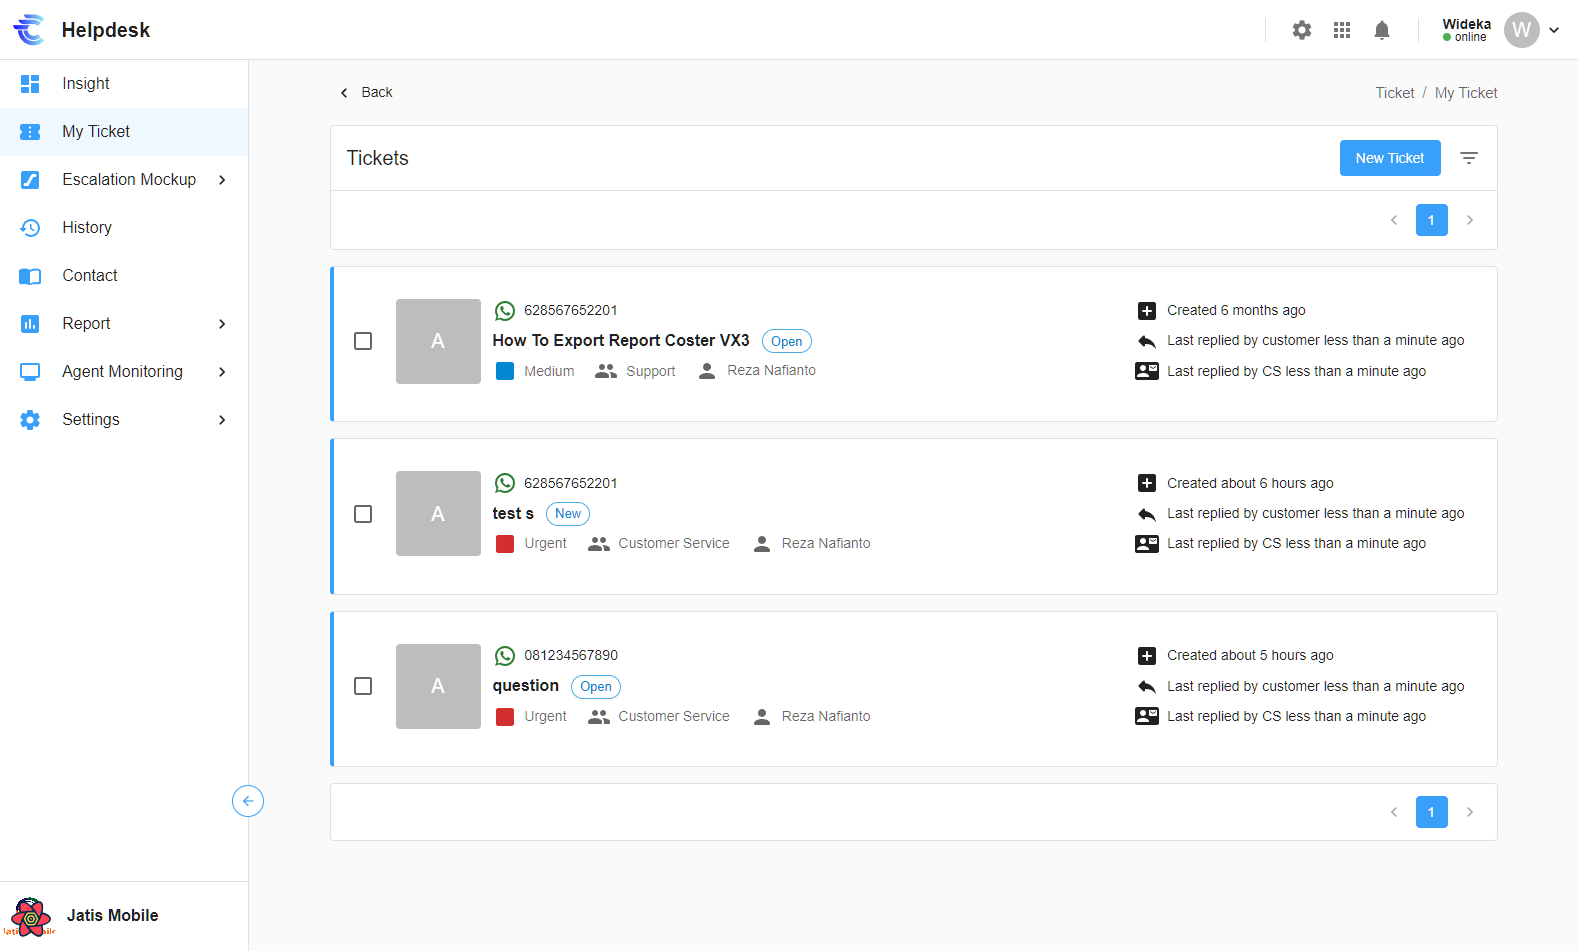 Helpdesk
Wideka
online
W
Insight
My Ticket
Escalation Mockup
History
Contact
Report
Agent Monitoring
Settings
Back
Ticket / My Ticket
Tickets
New Ticket
1
A
628567652201
How To Export Report Coster VX3
Open
Medium
Support
Reza Nafianto
Created 6 months ago
Last replied by customer less than a minute ago
Last replied by CS less than a minute ago
A
628567652201
test s
New
Urgent
Customer Service
Reza Nafianto
Created about 6 hours ago
Last replied by customer less than a minute ago
Last replied by CS less than a minute ago
A
081234567890
question
Open
Urgent
Customer Service
Reza Nafianto
Created about 5 hours ago
Last replied by customer less than a minute ago
Last replied by CS less than a minute ago
1
Jatis Mobile